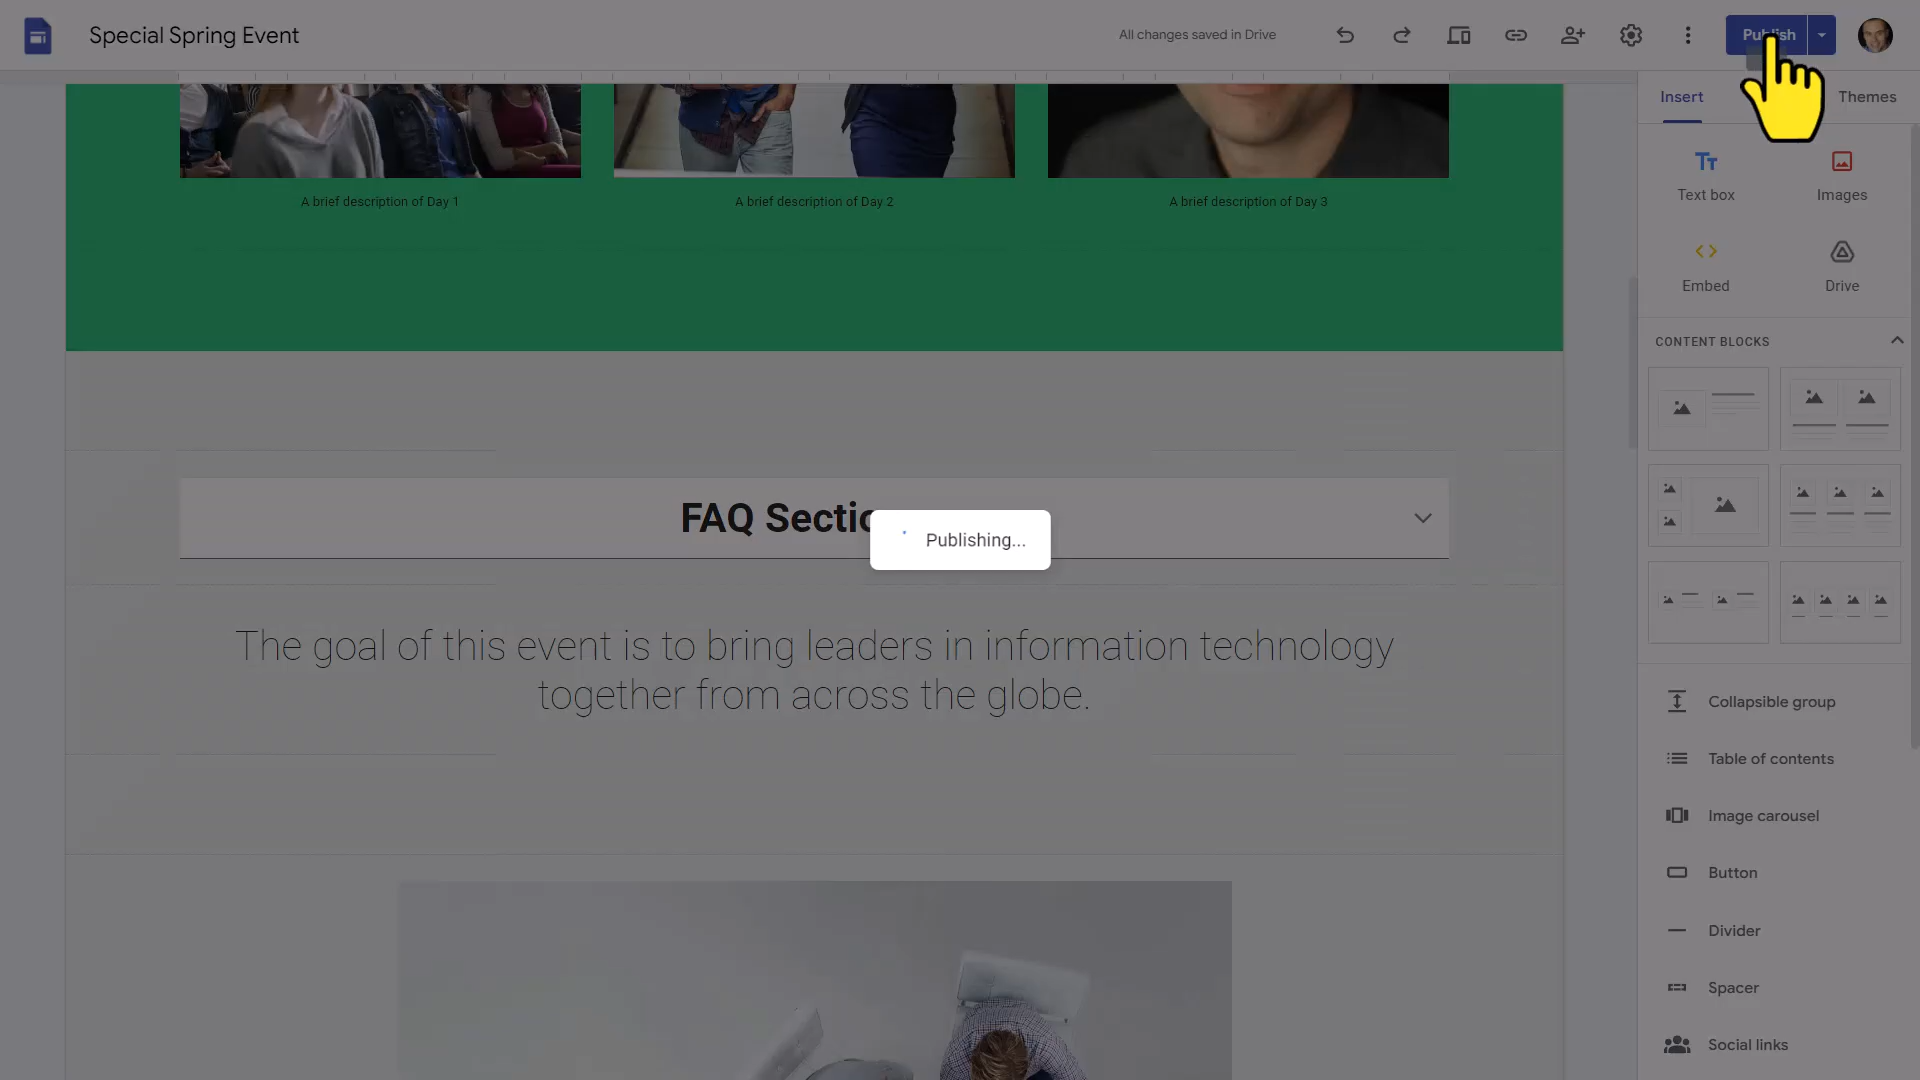 Special Spring Event
All changes saved in Drive
Publish
Insert
Themes
Text box
Images
Embed
Drive
CONTENT BLOCKS
A brief description of Day 1
A brief description of Day 2
A brief description of Day 3
FAQ Sectio
Publishing...
The goal of this event is to bring leaders in information technology
together from across the globe.
Collapsible group
Table of contents
Image carousel
Button
Divider
Spacer
Social links